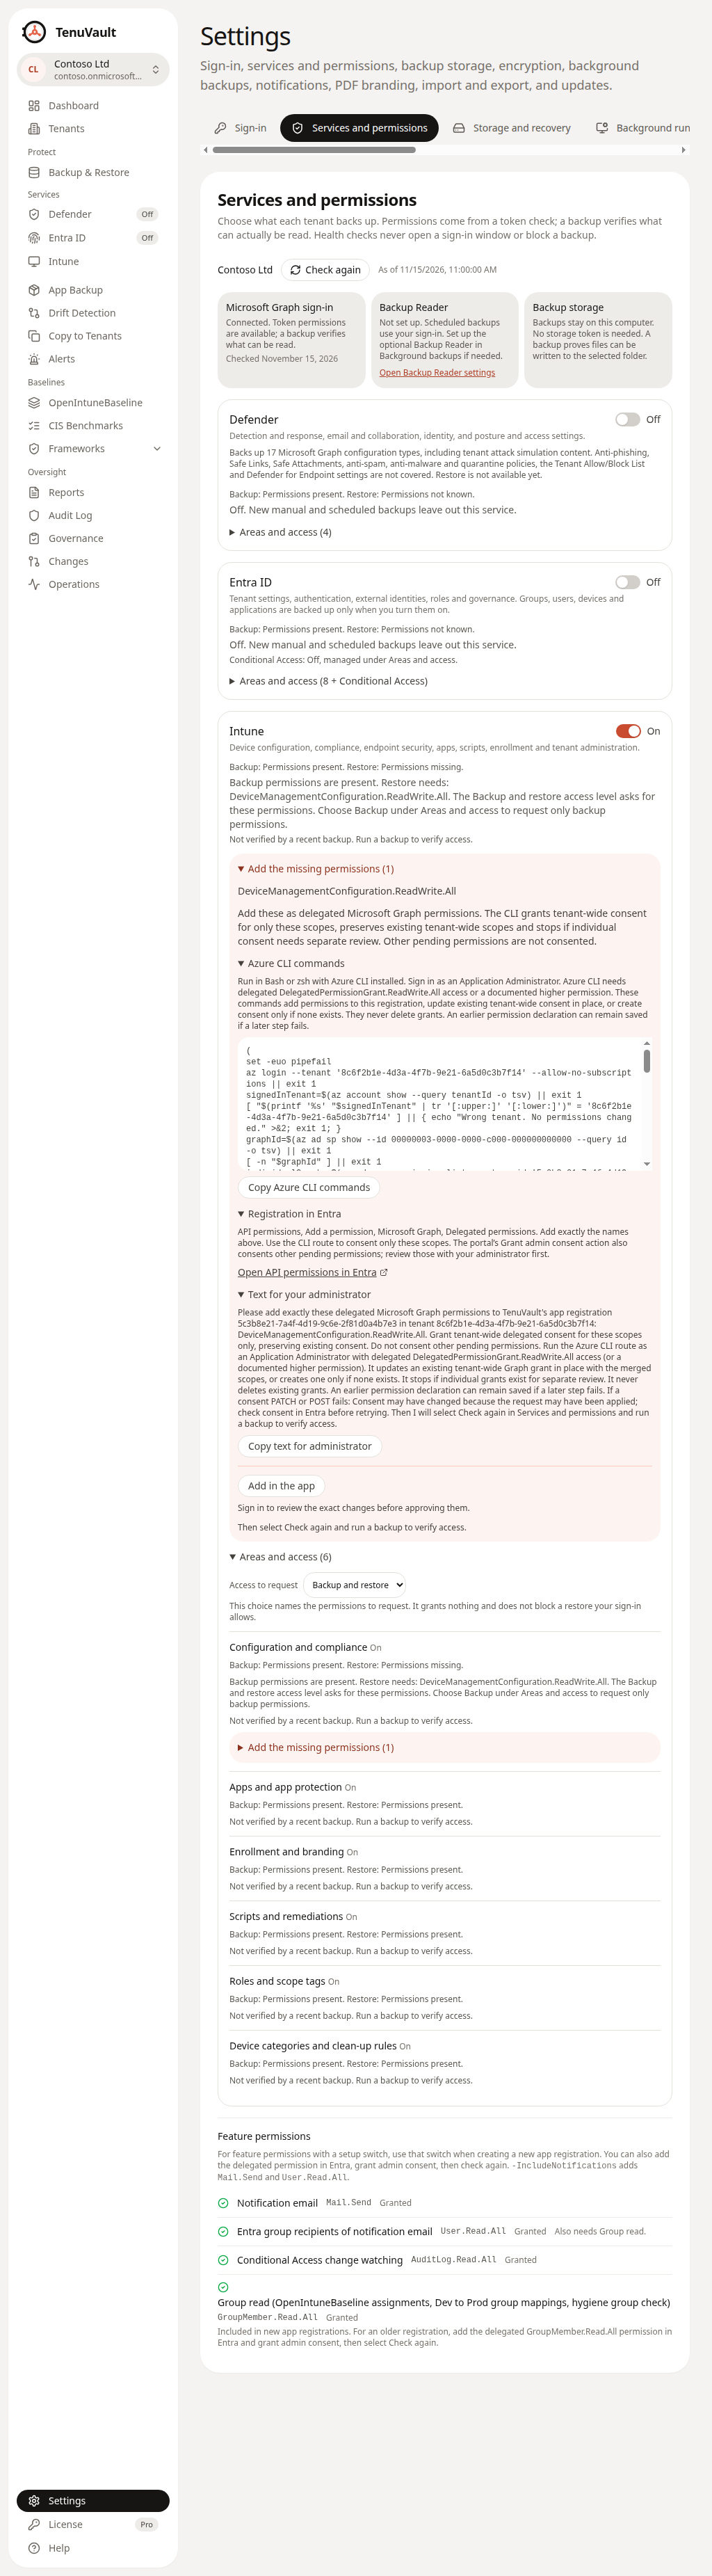 TenuVault
CL
Contoso Ltd
contoso.onmicrosoft...
Dashboard
Tenants
Protect
Backup & Restore
Services
Defender
Off
Entra ID
Off
Intune
App Backup
Drift Detection
Copy to Tenants
Alerts
Baselines
OpenIntuneBaseline
CIS Benchmarks
Frameworks
Oversight
Reports
Audit Log
Governance
Changes
Operations
Settings
License
Pro
Help
Settings
Sign-in, services and permissions, backup storage, encryption, background
backups, notifications, PDF branding, import and export, and updates.
Sign-in
Services and permissions
Storage and recovery
Background run
Services and permissions
Choose what each tenant backs up. Permissions come from a token check; a backup verifies what
can actually be read. Health checks never open a sign-in window or block a backup.
Contoso Ltd
Check again
As of 11/15/2026, 11:00:00 AM
Microsoft Graph sign-in
Connected. Token permissions
are available; a backup verifies
what can be read.
Checked November 15, 2026
Backup Reader
Not set up. Scheduled backups
use your sign-in. Set up the
optional Backup Reader in
Background backups if needed.
Open Backup Reader settings
Backup storage
Backups stay on this computer.
No storage token is needed. A
backup proves files can be
written to the selected folder.
Defender
Off
Detection and response, email and collaboration, identity, and posture and access settings.
Backs up 17 Microsoft Graph configuration types, including tenant attack simulation content. Anti-phishing,
Safe Links, Safe Attachments, anti-spam, anti-malware and quarantine policies, the Tenant Allow/Block List
and Defender for Endpoint settings are not covered. Restore is not available yet.
Backup: Permissions present. Restore: Permissions not known.
Off. New manual and scheduled backups leave out this service.
Areas and access (4)
Entra ID
Off
Tenant settings, authentication, external identities, roles and governance. Groups, users, devices and
applications are backed up only when you turn them on.
Backup: Permissions present. Restore: Permissions not known.
Off. New manual and scheduled backups leave out this service.
Conditional Access: Off, managed under Areas and access.
Areas and access (8 + Conditional Access)
Intune
On
Device configuration, compliance, endpoint security, apps, scripts, enrollment and tenant administration.
Backup: Permissions present. Restore: Permissions missing.
Backup permissions are present. Restore needs:
DeviceManagementConfiguration.ReadWrite.All. The Backup and restore access level asks for
these permissions. Choose Backup under Areas and access to request only backup
permissions.
Not verified by a recent backup. Run a backup to verify access.
Add the missing permissions (1)
DeviceManagementConfiguration.ReadWrite.All
Add these as delegated Microsoft Graph permissions. The CLI grants tenant-wide consent
for only these scopes, preserves existing tenant-wide scopes and stops if individual
consent needs separate review. Other pending permissions are not consented.
Azure CLI commands
Run in Bash or zsh with Azure CLI installed. Sign in as an Application Administrator. Azure CLI needs
delegated DelegatedPermissionGrant.ReadWrite.All access or a documented higher permission. These
commands add permissions to this registration, update existing tenant-wide consent in place, or create
consent only if none exists. They never delete grants. An earlier permission declaration can remain saved
if a later step fails.
(
set -euo pipefail
az login --tenant '8c6f2b1e-4d3a-4f7b-9e21-6a5d0c3b7f14' --allow-no-subscript
ions || exit 1
signedInTenant=$(az account show --query tenantId -o tsv) || exit 1
[ "$(printf '%s' "$signedInTenant" | tr '[:upper:]' '[:lower:]')" = '8c6f2b1e
-4d3a-4f7b-9e21-6a5d0c3b7f14' ] || { echo "Wrong tenant. No permissions chang
ed." >&2; exit 1; }
graphId=$(az ad sp show --id 00000003-0000-0000-c000-000000000000 --query id
-o tsv) || exit 1
[ -n "$graphId" ] || exit 1
Copy Azure CLI commands
Registration in Entra
API permissions, Add a permission, Microsoft Graph, Delegated permissions. Add exactly the names
above. Use the CLI route to consent only these scopes. The portal's Grant admin consent action also
consents other pending permissions; review those with your administrator first.
Open API permissions in Entra
Text for your administrator
Please add exactly these delegated Microsoft Graph permissions to TenuVault's app registration
5c3b8e21-7a4f-4d19-9c6e-2f81d0a4b7e3 in tenant 8c6f2b1e-4d3a-4f7b-9e21-6a5d0c3b7f14:
DeviceManagementConfiguration.ReadWrite.All. Grant tenant-wide delegated consent for these scopes
only, preserving existing consent. Do not consent other pending permissions. Run the Azure CLI route as
an Application Administrator with delegated DelegatedPermissionGrant.ReadWrite.All access (or a
documented higher permission). It updates an existing tenant-wide Graph grant in place with the merged
scopes, or creates one only if none exists. It stops if individual grants exist for separate review. It never
deletes existing grants. An earlier permission declaration can remain saved if a later step fails. If a
consent PATCH or POST fails: Consent may have changed because the request may have been applied;
check consent in Entra before retrying. Then I will select Check again in Services and permissions and run
a backup to verify access.
Copy text for administrator
Add in the app
Sign in to review the exact changes before approving them.
Then select Check again and run a backup to verify access.
Areas and access (6)
Access to request
Backup and restore
This choice names the permissions to request. It grants nothing and does not block a restore your sign-in
allows.
Configuration and compliance On
Backup: Permissions present. Restore: Permissions missing.
Backup permissions are present. Restore needs: DeviceManagementConfiguration.ReadWrite.All. The Backup
and restore access level asks for these permissions. Choose Backup under Areas and access to request only
backup permissions.
Not verified by a recent backup. Run a backup to verify access.
Add the missing permissions (1)
Apps and app protection On
Backup: Permissions present. Restore: Permissions present.
Not verified by a recent backup. Run a backup to verify access.
Enrollment and branding On
Backup: Permissions present. Restore: Permissions present.
Not verified by a recent backup. Run a backup to verify access.
Scripts and remediations On
Backup: Permissions present. Restore: Permissions present.
Not verified by a recent backup. Run a backup to verify access.
Roles and scope tags On
Backup: Permissions present. Restore: Permissions present.
Not verified by a recent backup. Run a backup to verify access.
Device categories and clean-up rules On
Backup: Permissions present. Restore: Permissions present.
Not verified by a recent backup. Run a backup to verify access.
Feature permissions
For feature permissions with a setup switch, use that switch when creating a new app registration. You can also add
the delegated permission in Entra, grant admin consent, then check again. -IncludeNotifications adds
Mail.Send and User.Read.All.
Notification email Mail.Send Granted
Entra group recipients of notification email User.Read.All Granted Also needs Group read.
Conditional Access change watching AuditLog.Read.All Granted
Group read (OpenIntuneBaseline assignments, Dev to Prod group mappings, hygiene group check)
GroupMember.Read.All Granted
Included in new app registrations. For an older registration, add the delegated GroupMember.Read.All permission in
Entra and grant admin consent, then select Check again.